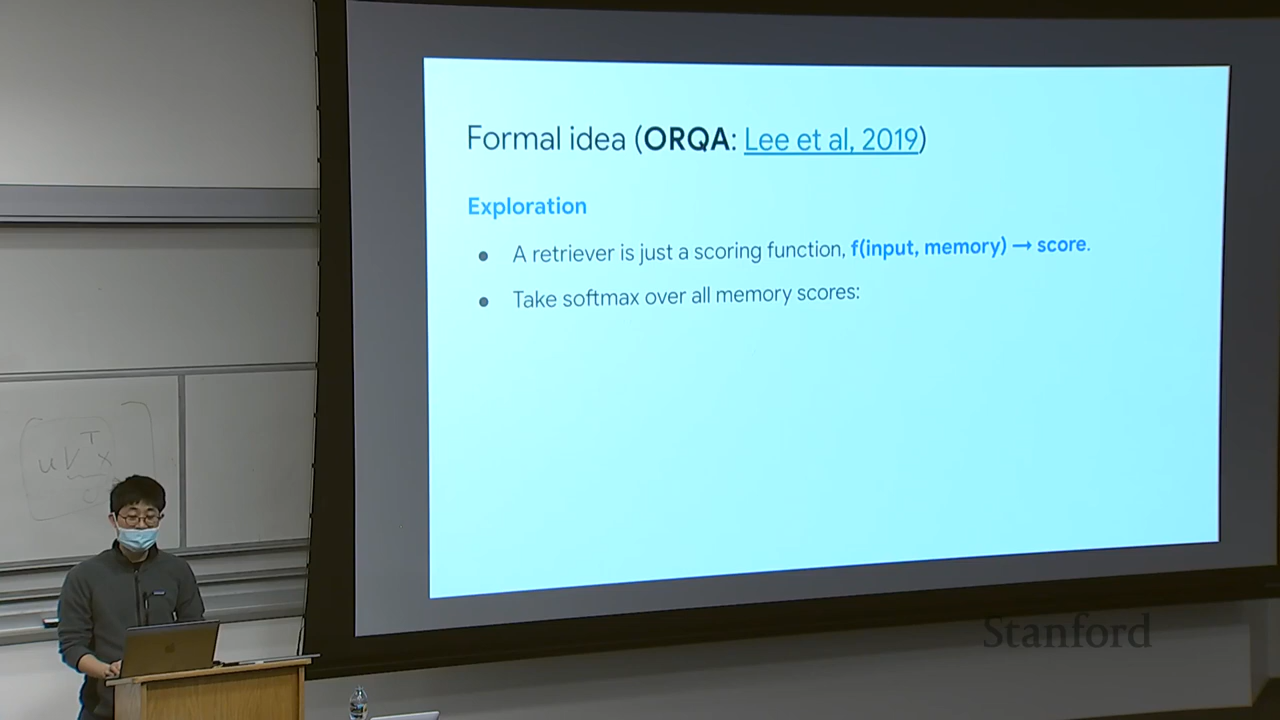 Formal idea (ORQA: Lee et al, 2019)
Exploration
● A retriever is just a scoring function, f(input, memory) → score.
● Take softmax over all memory scores:
u V T x
Stanford